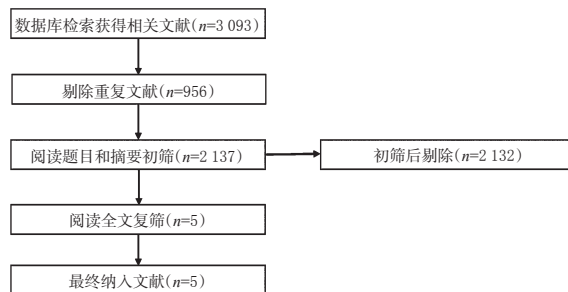 数据库检索获得相关文献(n=3 093)
剔除重复文献(n=956)
阅读题目和摘要初筛(n=2 137)
初筛后剔除(n=2 132)
阅读全文复筛(n=5)
最终纳入文献(n=5)